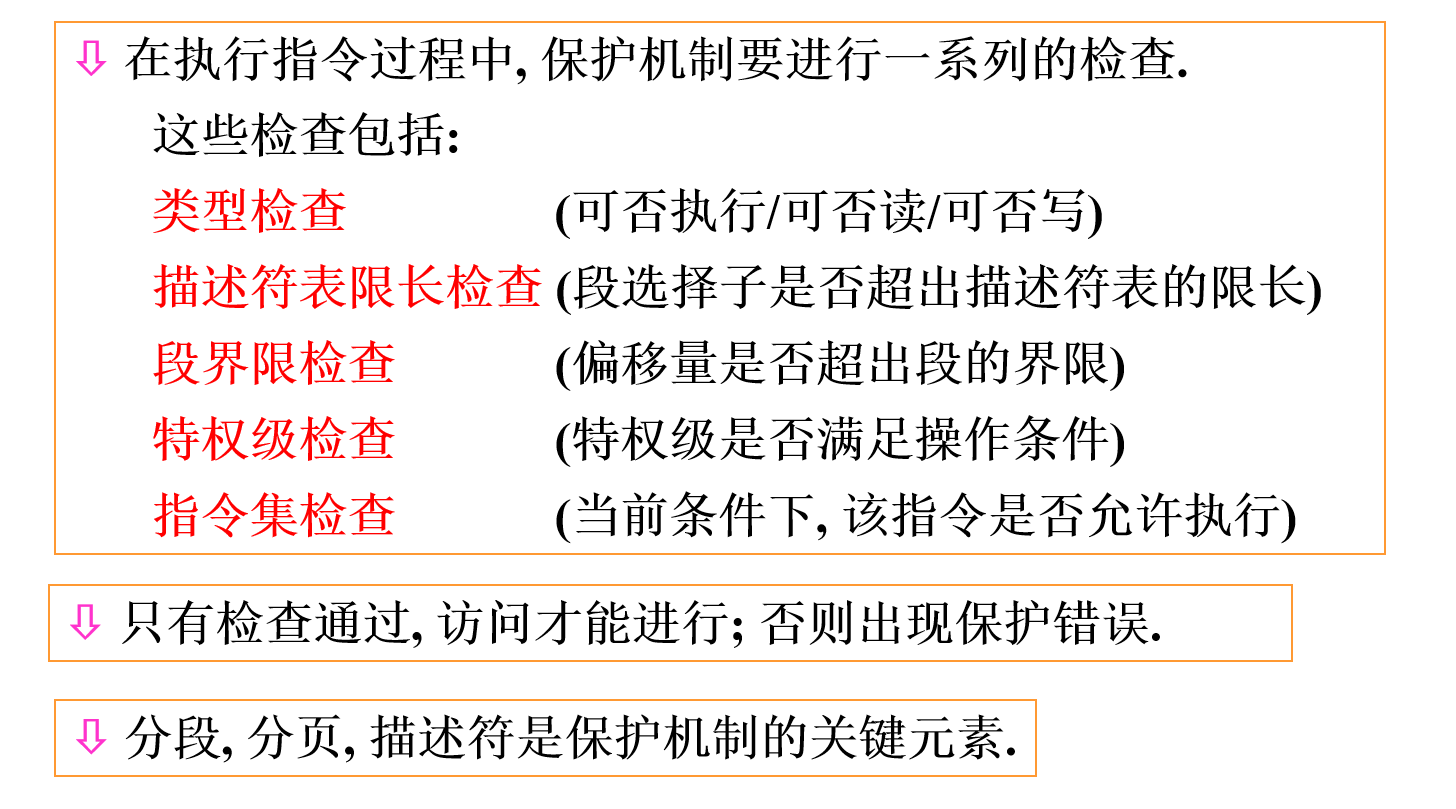 在执行指令过程中, 保护机制要进行一系列的检查.
这些检查包括:
类型检查 (可否执行/可否读/可否写)
描述符表限长检查 (段选择子是否超出描述符表的限长)
段界限检查 (偏移量是否超出段的界限)
特权级检查 (特权级是否满足操作条件)
指令集检查 (当前条件下, 该指令是否允许执行)
只有检查通过, 访问才能进行; 否则出现保护错误.
分段, 分页, 描述符是保护机制的关键元素.